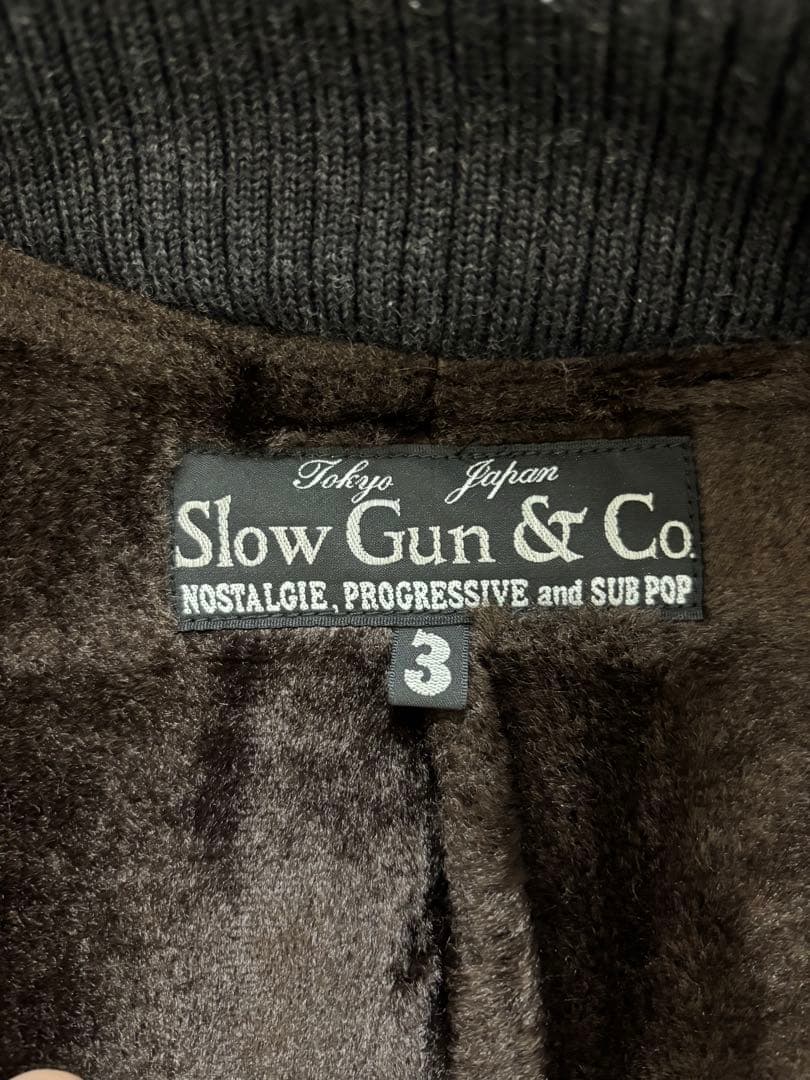 Tokyo Japan
Slow Gun & Co.
NOSTALGIE, PROGRESSIVE and SUB POP
3